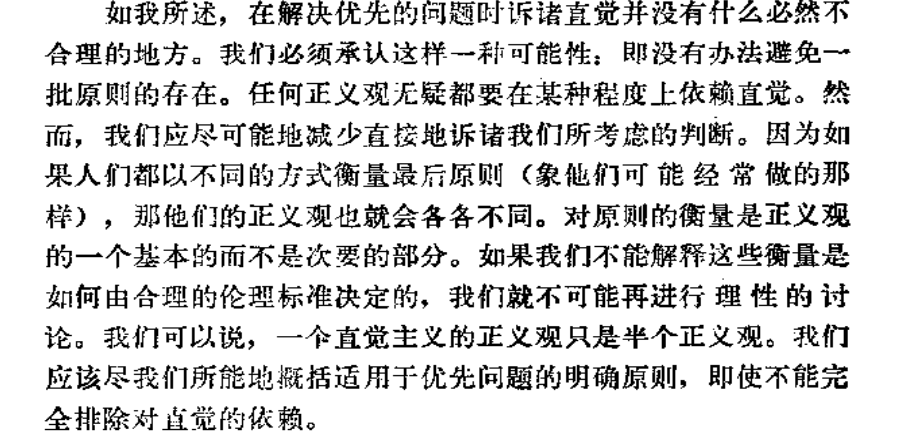 如我所述，在解决优先的问题时诉诸直觉并没有什么必然不
合理的地方。我们必须承认这样一种可能性：即没有办法避免一
批原则的存在。任何正义观无疑都要在某种程度上依赖直觉。然
而，我们应尽可能地减少直接地诉诸我们所考虑的判断。因为如
果人们都以不同的方式衡量最后原则（象他们可能经常做的那
样），那他们的正义观也就会各各不同。对原则的衡量是正义观
的一个基本的而不是次要的部分。如果我们不能解释这些衡量是
如何由合理的伦理标准决定的，我们就不可能再进行理性的讨
论。我们可以说，一个直觉主义的正义观只是半个正义观。我们
应该尽我们所能地概括适用于优先问题的明确原则，即使不能完
全排除对直觉的依赖。